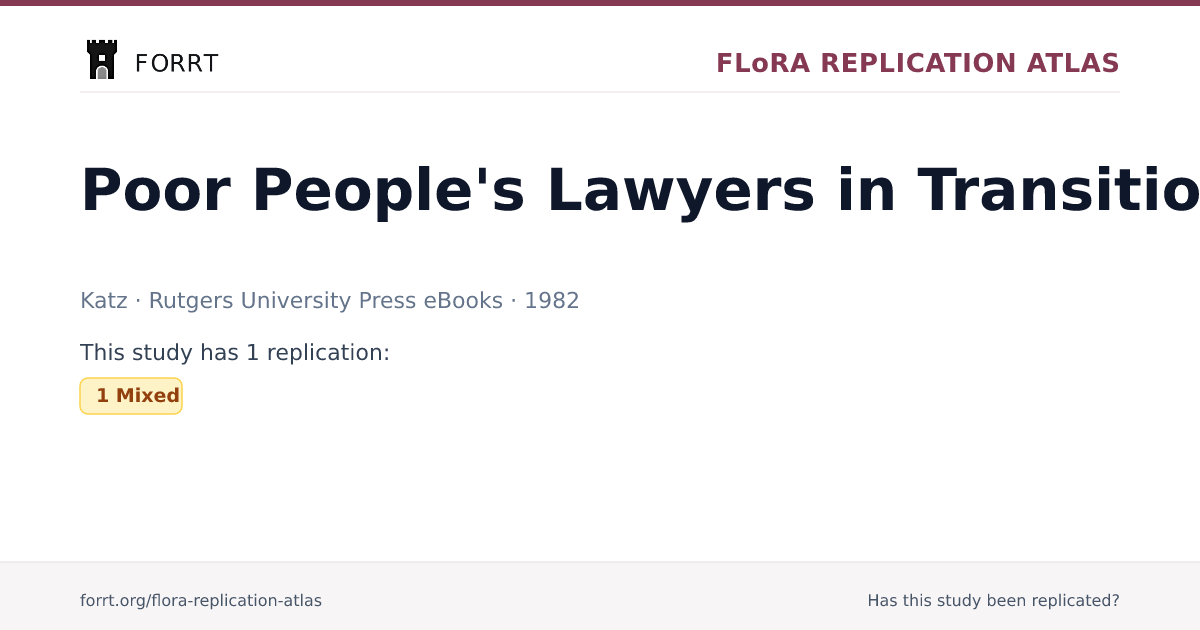 FORRT
FLoRA REPLICATION ATLAS
Poor People's Lawyers in Transitio
Katz · Rutgers University Press eBooks · 1982
This study has 1 replication:
1 Mixed
forrt.org/flora-replication-atlas
Has this study been replicated?